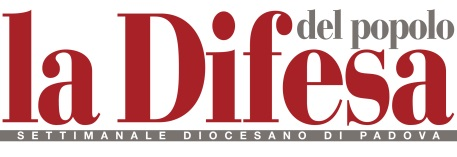 la Difesa del popolo
SETTIMANALE DIOCESANO DI PADOVA